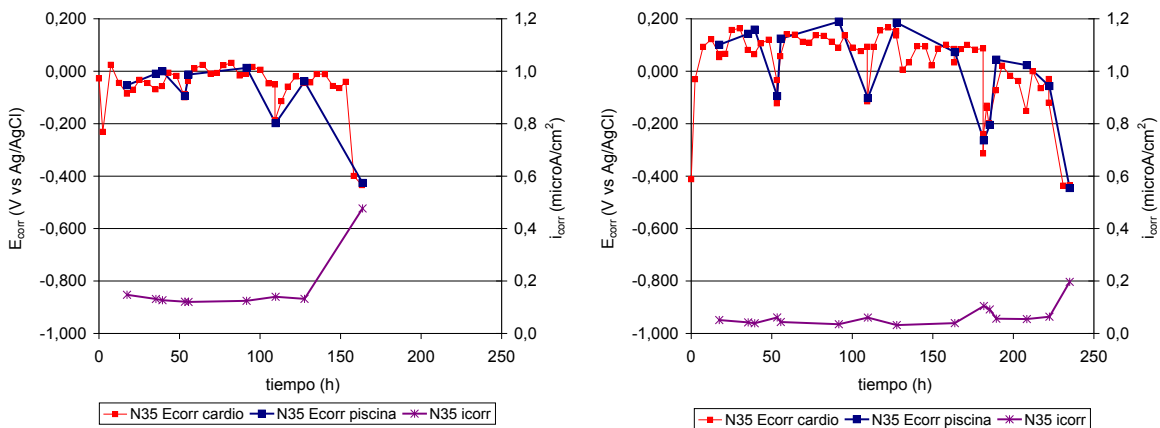 0,200
0,000
-0,200
-0,400
-0,600
-0,800
-1,000
E_corr (V vs Ag/AgCl)
1,2
1,0
0,8
0,6
0,4
0,2
0,0
i_corr (microA/cm²)
0 50 100 150 200 250
tiempo (h)
N35 Ecorr cardio N35 Ecorr piscina N35 icorr
0,200
0,000
-0,200
-0,400
-0,600
-0,800
-1,000
E_corr (V vs Ag/AgCl)
1,2
1,0
0,8
0,6
0,4
0,2
0,0
i_corr (microA/cm²)
0 50 100 150 200 250
tiempo (h)
N35 Ecorr cardio N35 Ecorr piscina N35 icorr